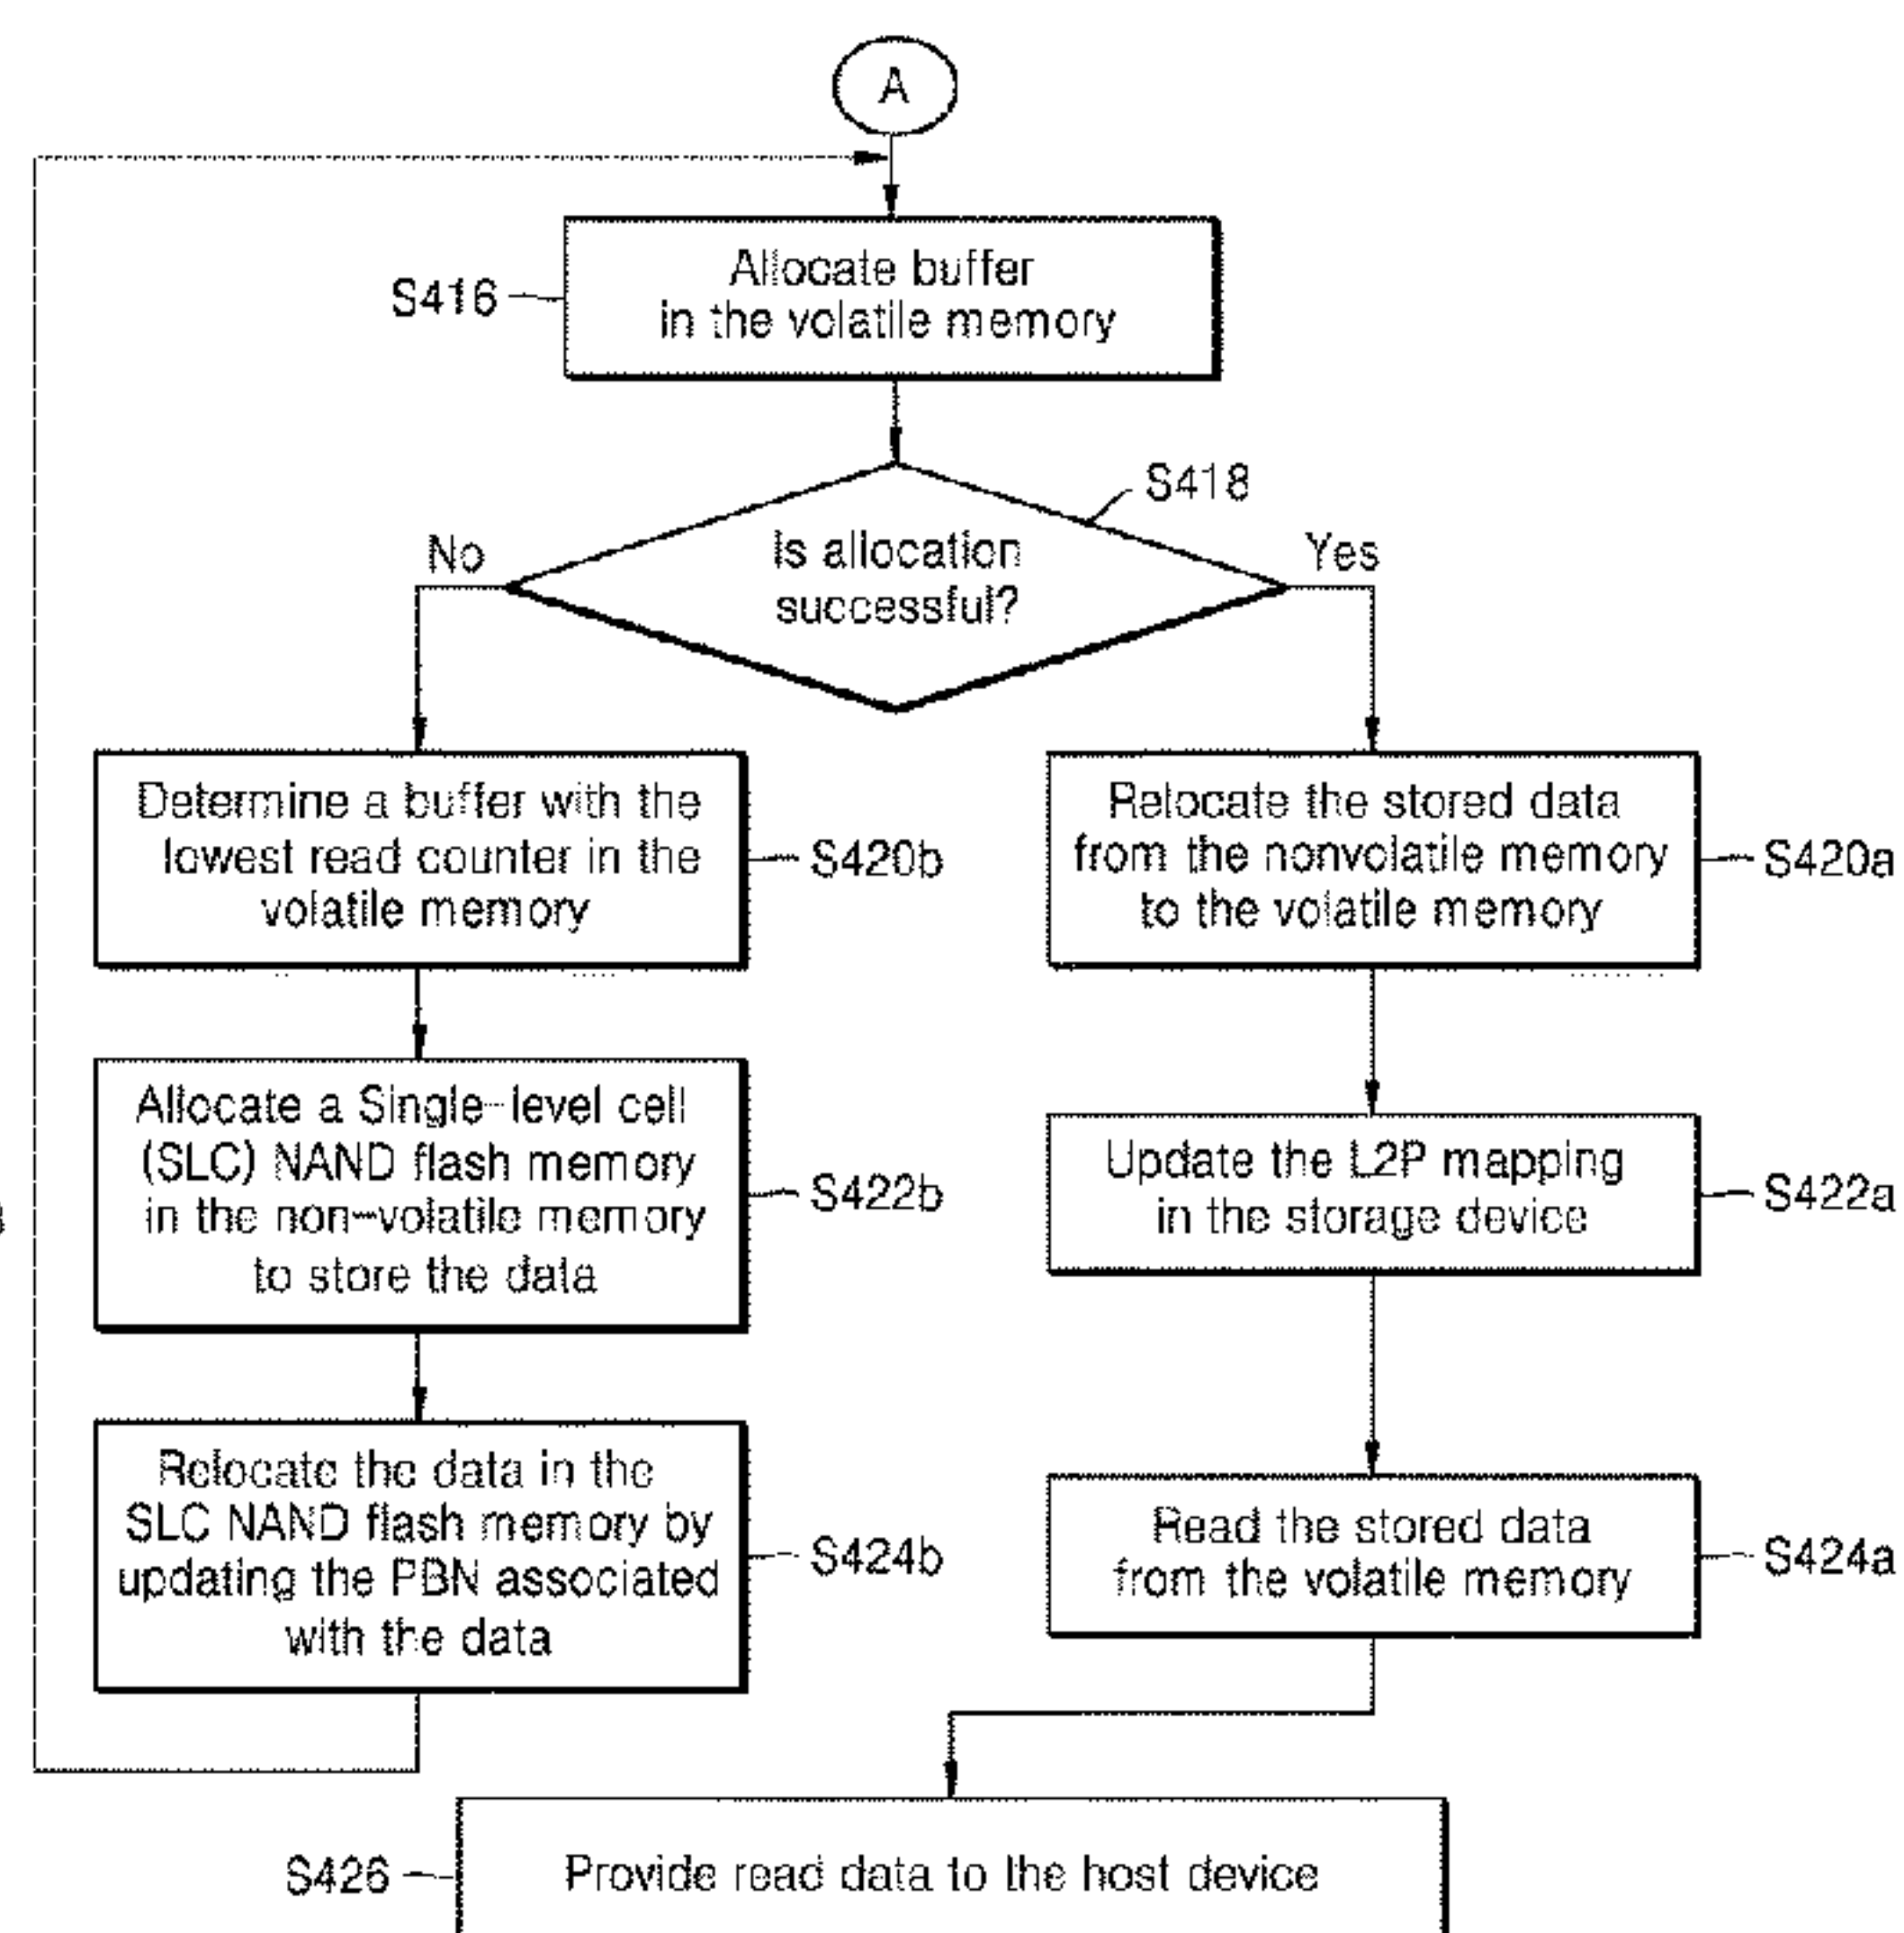 A
S416
Allocate buffer
in the volatile memory
S418
No
Is allocation
successful?
Yes
Determine a buffer with the
lowest read counter in the
volatile memory
S420b
Relocate the stored data
from the nonvolatile memory
to the volatile memory
S420a
Allocate a Single-level cell
(SLC) NAND flash memory
in the non-volatile memory
to store the data
S422b
Update the L2P mapping
in the storage device
S422a
Relocate the data in the
SLC NAND flash memory by
updating the PBN associated
with the data
S424b
Read the stored data
from the volatile memory
S424a
S426
Provide read data to the host device